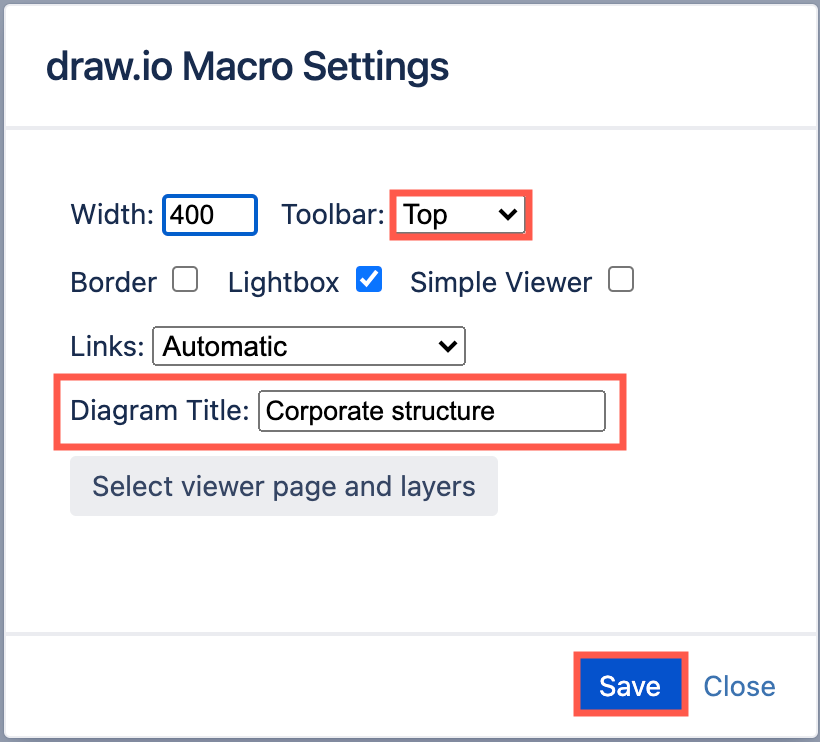 draw.io Macro Settings
Width: 400 Toolbar: Top
Border Lightbox Simple Viewer
Links: Automatic
Diagram Title: Corporate structure
Select viewer page and layers
Save Close